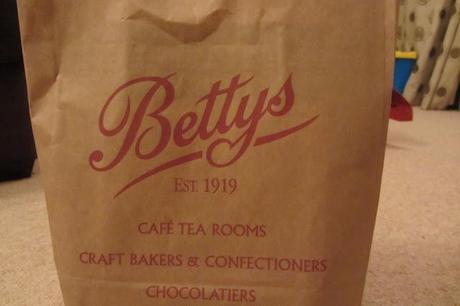 Bettys
EST. 1919
CAFÉ TEA ROOMS
CRAFT BAKERS & CONFECTIONERS
CHOCOLATIERS